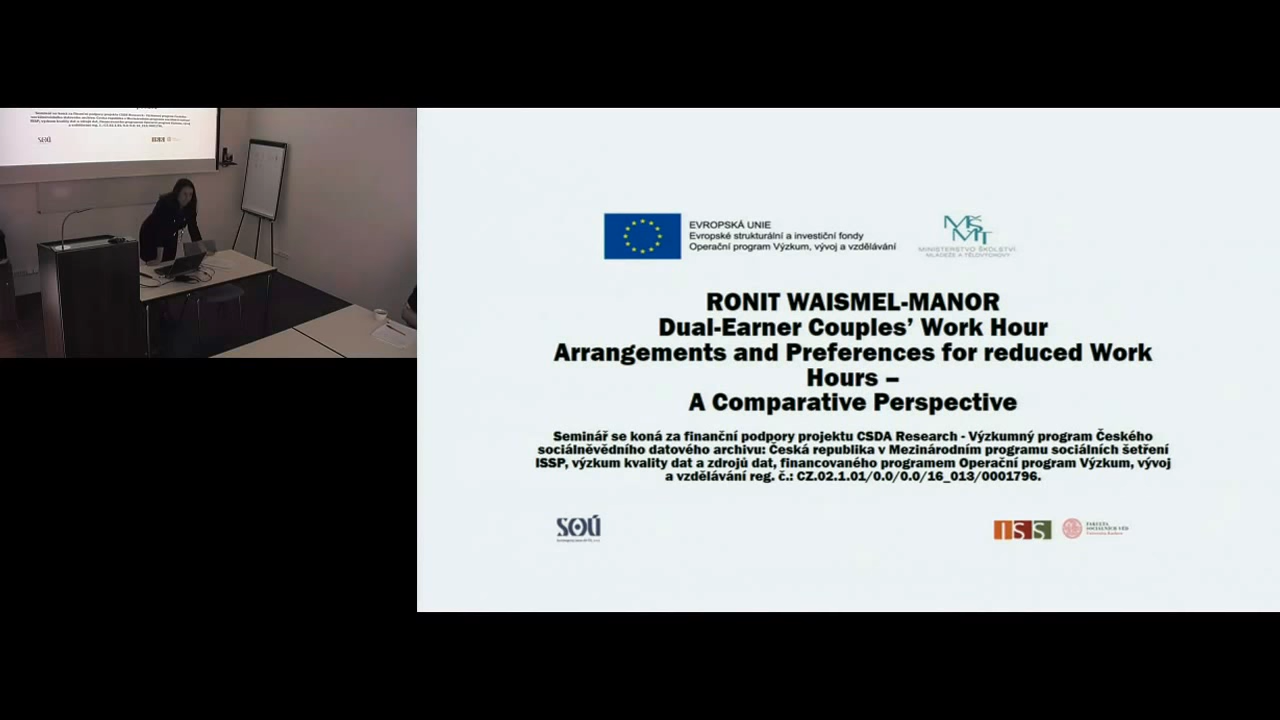 EVROPSKÁ UNIE
Evropské strukturální a investiční fondy
Operační program Výzkum, vývoj a vzdělávání
MŠMT
MINISTERSTVO ŠKOLSTVÍ,
MLÁDEŽE A TĚLOVÝCHOVY
RONIT WAISMEL-MANOR
Dual-Earner Couples’ Work Hour
Arrangements and Preferences for reduced Work
Hours –
A Comparative Perspective
Seminář se koná za finanční podpory projektu CSDA Research - Výzkumný program Českého
sociálněvědního datového archivu: Česká republika v Mezinárodním programu sociálních šetření
ISSP, výzkum kvality dat a zdrojů dat, financovaného programem Operační program Výzkum, vývoj
a vzdělávání reg. č.: CZ.02.1.01/0.0/0.0/16_013/0001796.
SOÚ
ISS
FAKULTA
SOCIÁLNÍCH VĚD
Univerzita Karlova